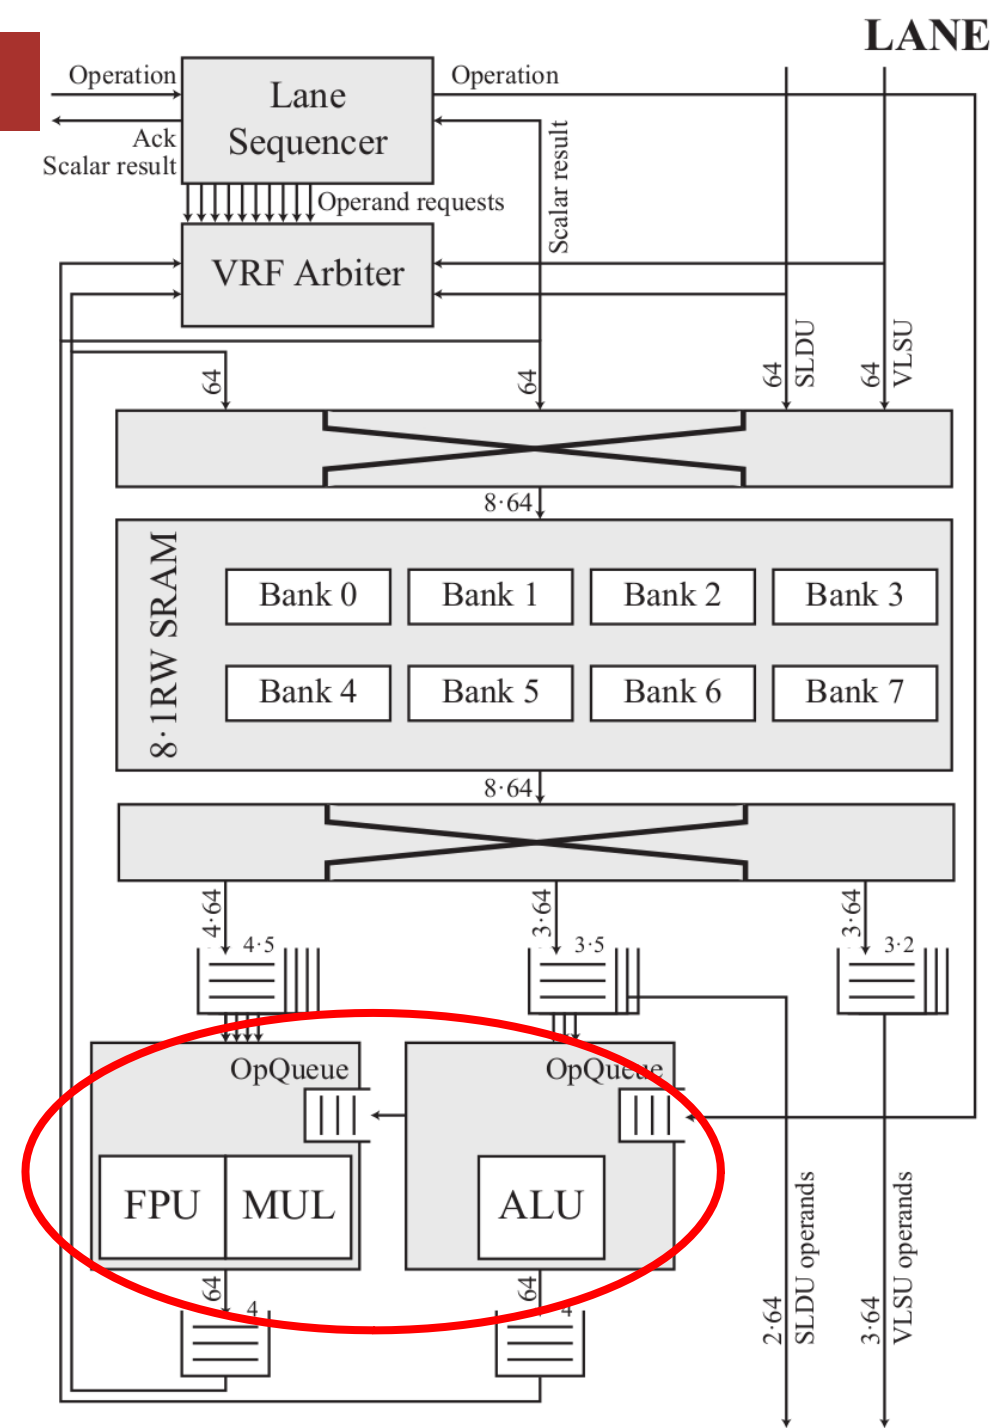 LANE
Operation
Operation
Lane
Sequencer
Ack
Scalar result
Scalar result
Operand requests
VRF Arbiter
64
64
64
SLDU
64
VLSU
8·64
8·1RW SRAM
Bank 0
Bank 1
Bank 2
Bank 3
Bank 4
Bank 5
Bank 6
Bank 7
8·64
4·64
3·64
3·64
4·5
3·5
3·2
OpQueue
OpQueue
FPU
MUL
ALU
64
4
64
4
2·64
SLDU operands
3·64
VLSU operands